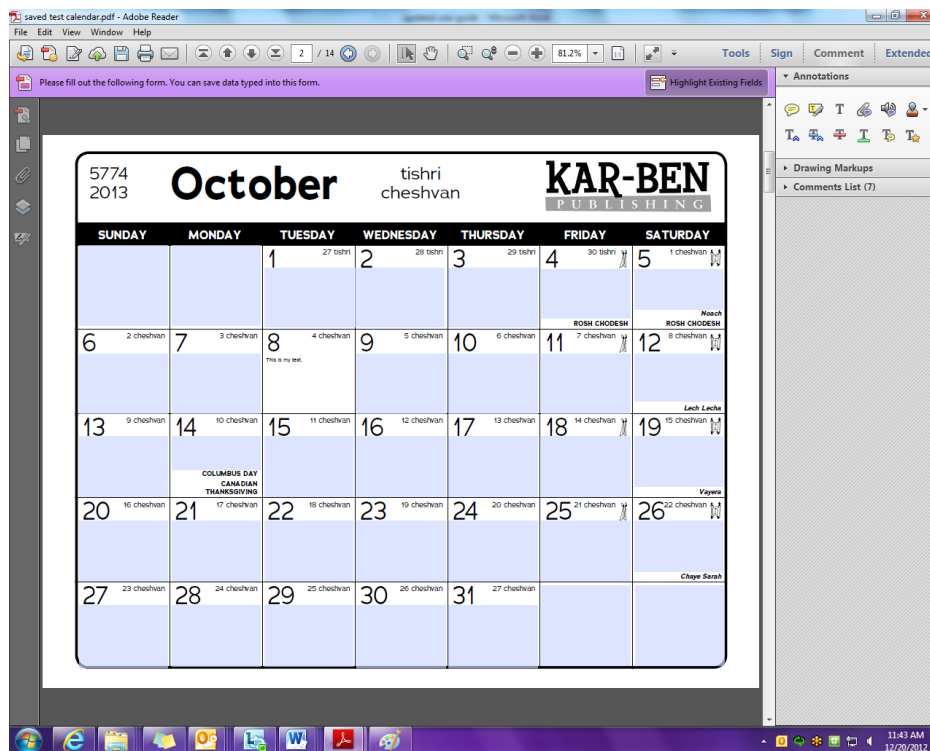 saved test calendar.pdf - Adobe Reader
File Edit View Window Help
2 / 14 81.2% Tools Sign Comment Extended
Please fill out the following form. You can save data typed into this form.
Highlight Existing Fields
Annotations
Drawing Markups
Comments List (7)
5774
2013
October
tishri
cheshvan
KAR-BEN
PUBLISHING
SUNDAY MONDAY TUESDAY WEDNESDAY THURSDAY FRIDAY SATURDAY
1 27 tishri 2 28 tishri 3 29 tishri 4 30 tishri 5 1 cheshvan
Noach
ROSH CHODESH ROSH CHODESH
6 2 cheshvan 7 3 cheshvan 8 4 cheshvan 9 5 cheshvan 10 6 cheshvan 11 7 cheshvan 12 8 cheshvan
This is my text.
Lech Lecha
13 9 cheshvan 14 10 cheshvan 15 11 cheshvan 16 12 cheshvan 17 13 cheshvan 18 14 cheshvan 19 15 cheshvan
COLUMBUS DAY
CANADIAN
THANKSGIVING
Vayera
20 16 cheshvan 21 17 cheshvan 22 18 cheshvan 23 19 cheshvan 24 20 cheshvan 25 21 cheshvan 26 22 cheshvan
Chaye Sarah
27 23 cheshvan 28 24 cheshvan 29 25 cheshvan 30 26 cheshvan 31 27 cheshvan
11:43 AM
12/20/2012